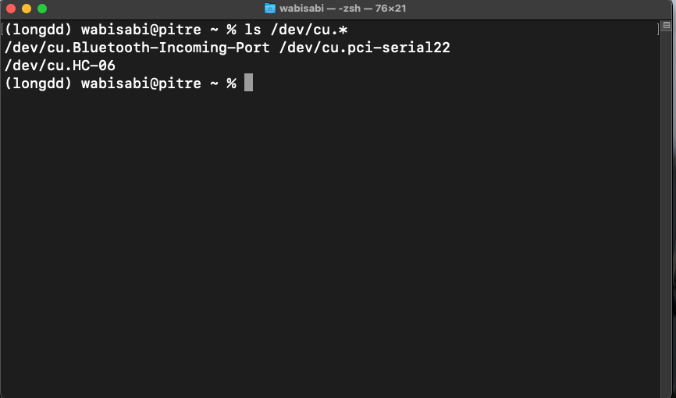 wabisabi — -zsh — 76×21
(longdd) wabisabi@pitre ~ % ls /dev/cu.*
/dev/cu.Bluetooth-Incoming-Port /dev/cu.pci-serial22
/dev/cu.HC-06
(longdd) wabisabi@pitre ~ %